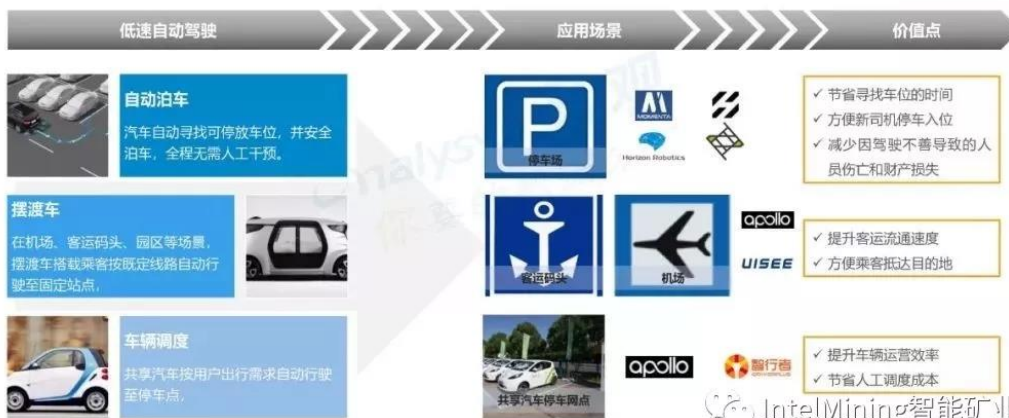 低速自动驾驶
应用场景
价值点
自动泊车
汽车自动寻找可停放车位，并安全
泊车，全程无需人工干预。
P
停车场
MOMENTA
Horizon Robotics
✓ 节省寻找车位的时间
✓ 方便新司机停车入位
✓ 减少因驾驶不善导致的人
员伤亡和财产损失
摆渡车
在机场、客运码头、园区等场景，
摆渡车搭载乘客按既定线路自动行
驶至固定站点，
客运码头
机场
apollo
UISEE
✓ 提升客运流通速度
✓ 方便乘客抵达目的地
车辆调度
共享汽车按用户出行需求自动行驶
至停车点，
共享汽车停车网点
apollo
智行者
✓ 提升车辆运营效率
✓ 节省人工调度成本
IntelMining智能矿业